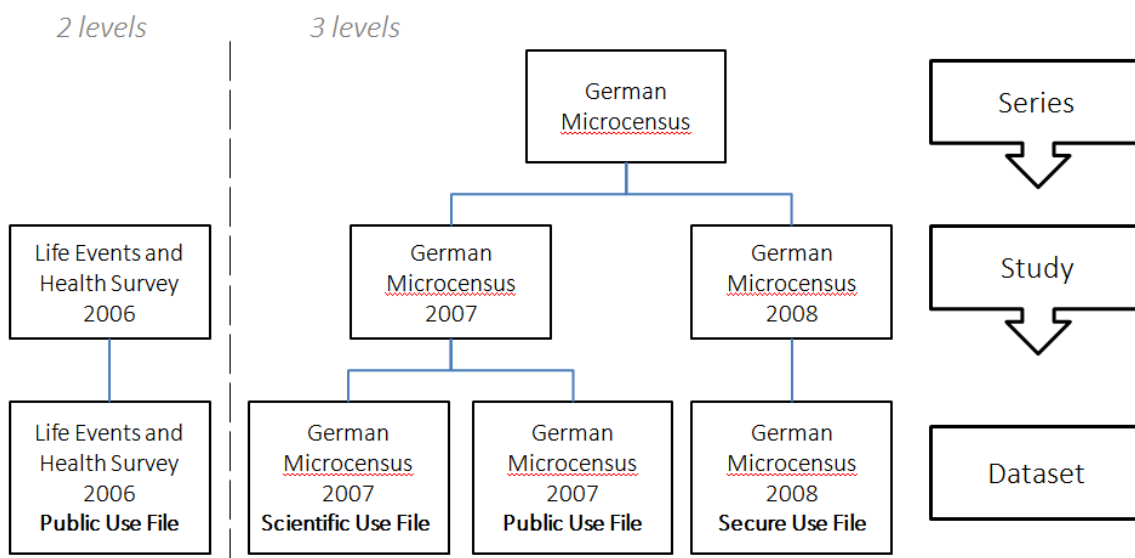 2 levels
3 levels
German
Microcensus
Series
Life Events and
Health Survey
2006
German
Microcensus
2007
German
Microcensus
2008
Study
Life Events and
Health Survey
2006
Public Use File
German
Microcensus
2007
Scientific Use File
German
Microcensus
2007
Public Use File
German
Microcensus
2008
Secure Use File
Dataset